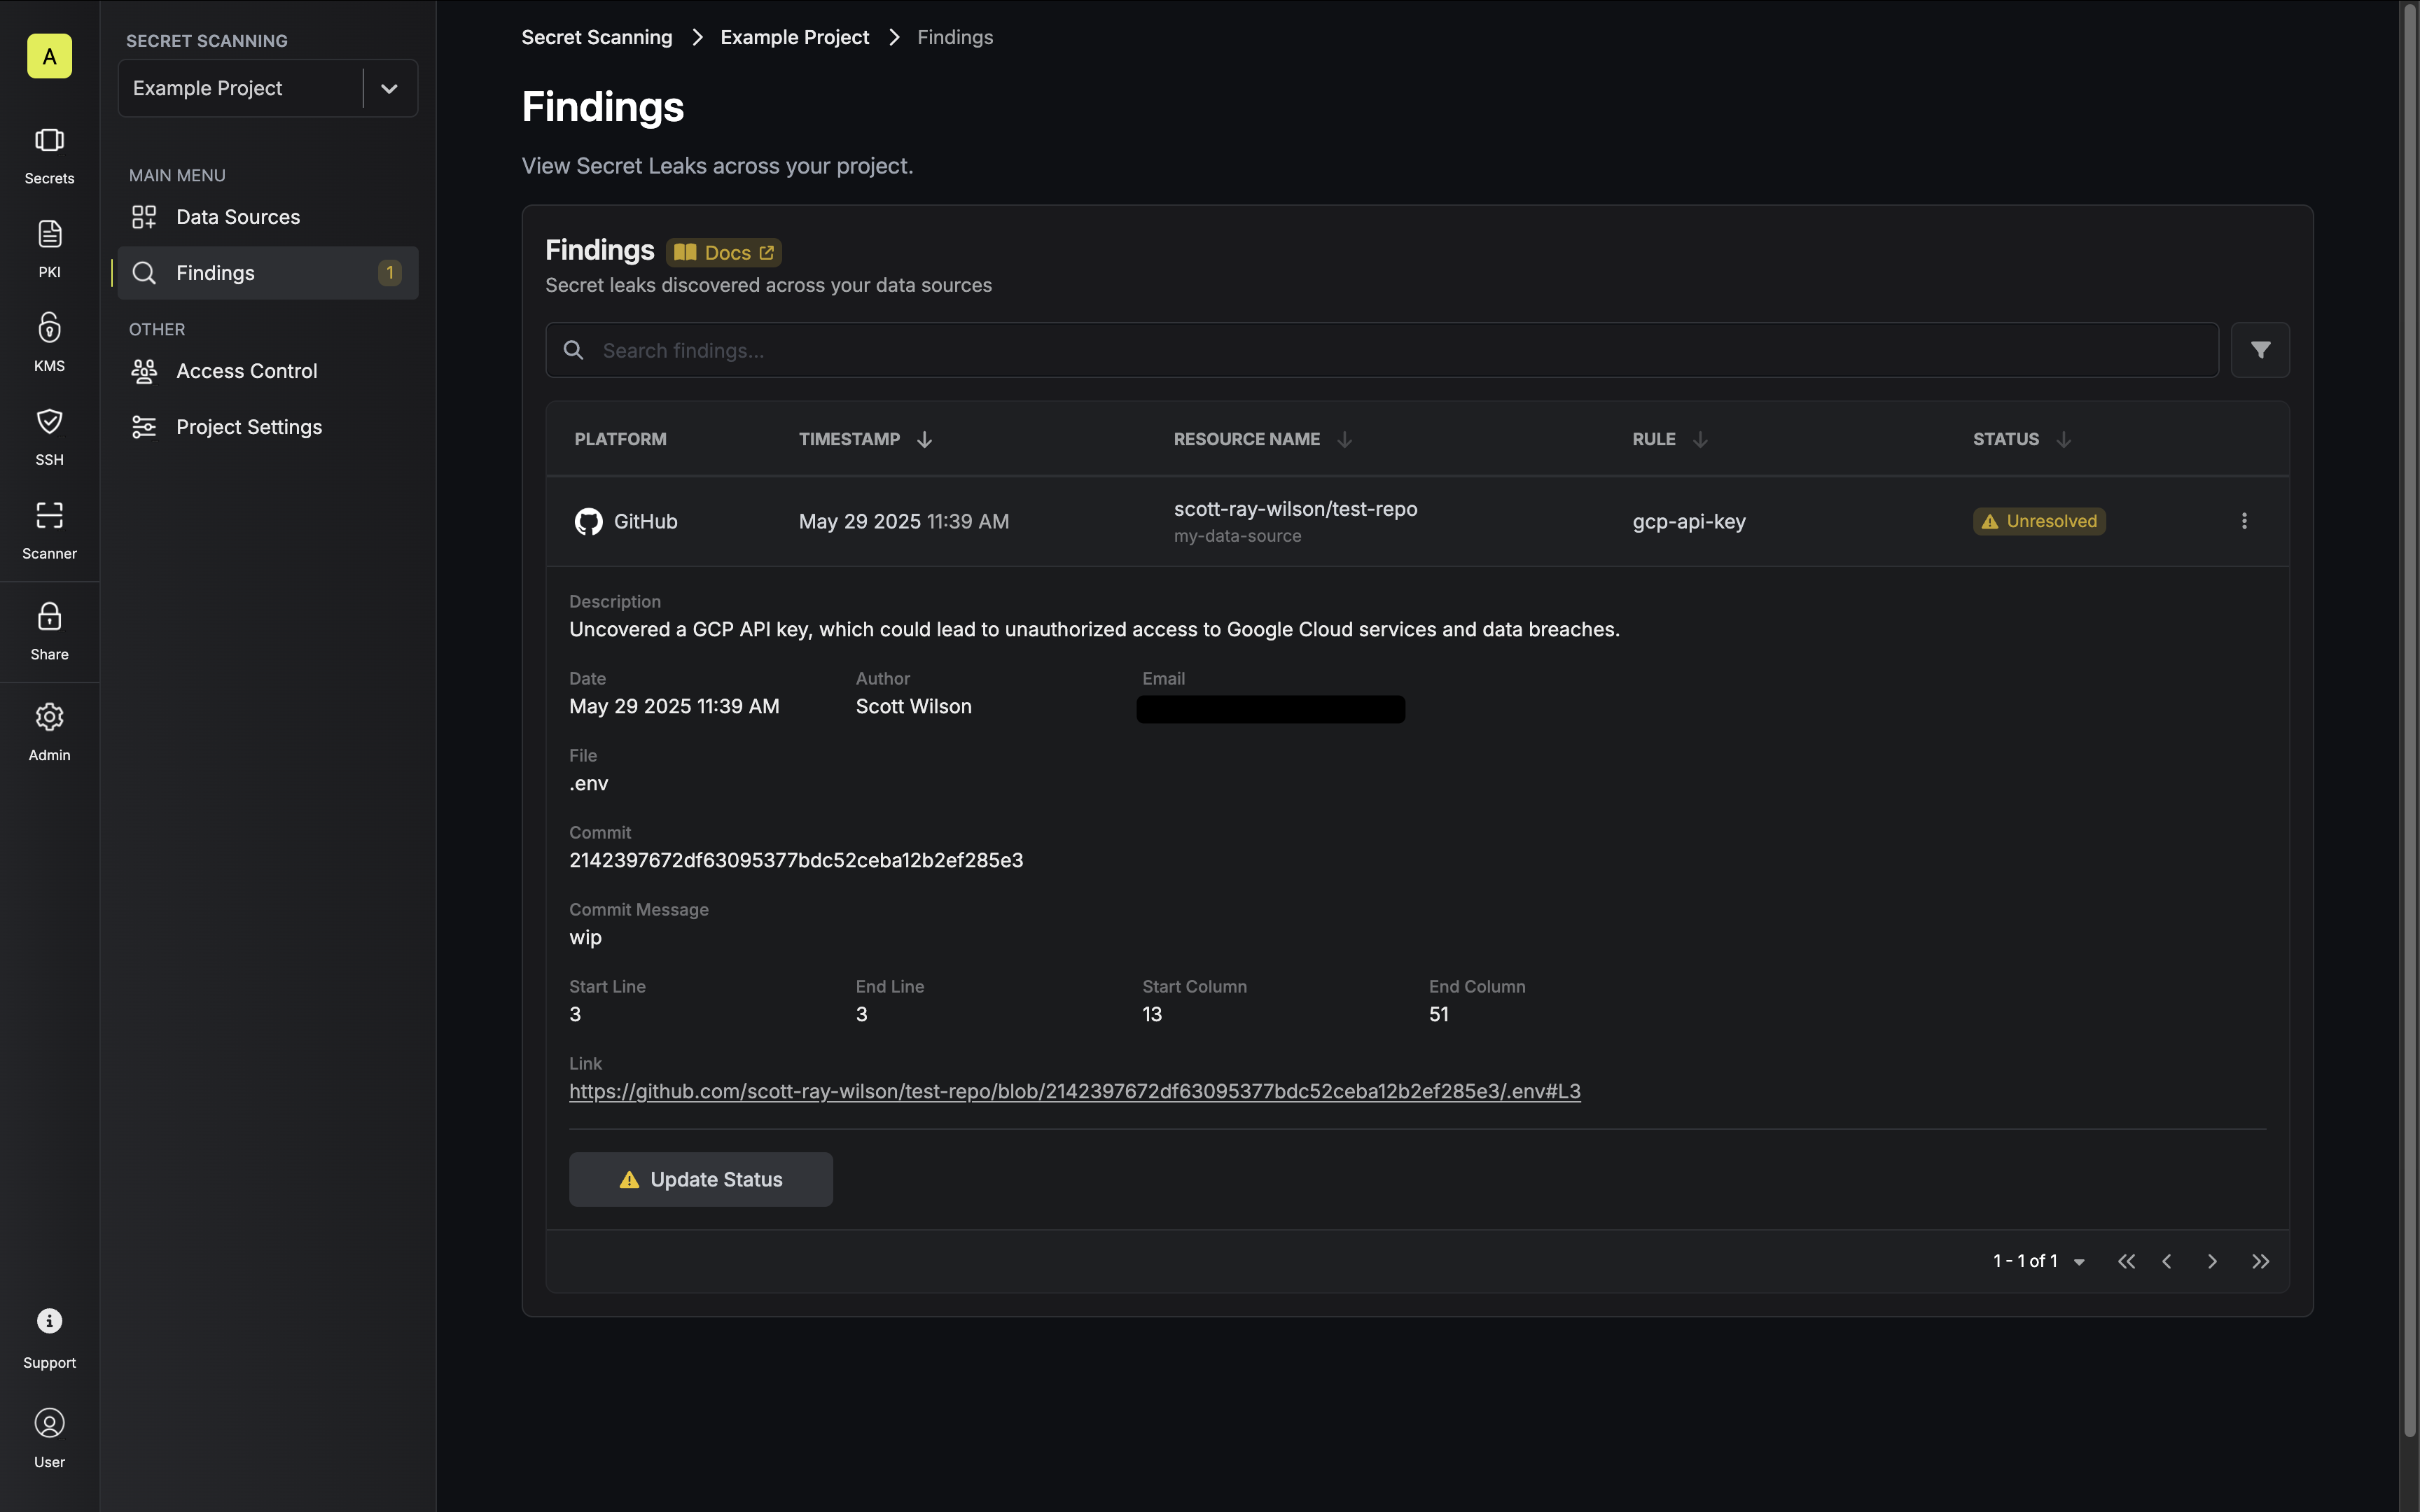 A
Secrets
PKI
KMS
SSH
Scanner
Share
Admin
Support
User
SECRET SCANNING
Example Project
MAIN MENU
Data Sources
Findings 1
OTHER
Access Control
Project Settings
Secret Scanning > Example Project > Findings
Findings
View Secret Leaks across your project.
Findings Docs
Secret leaks discovered across your data sources
Search findings...
PLATFORM TIMESTAMP RESOURCE NAME RULE STATUS
GitHub May 29 2025 11:39 AM scott-ray-wilson/test-repo gcp-api-key Unresolved
my-data-source
Description
Uncovered a GCP API key, which could lead to unauthorized access to Google Cloud services and data breaches.
Date Author Email
May 29 2025 11:39 AM Scott Wilson
File
.env
Commit
2142397672df63095377bdc52ceba12b2ef285e3
Commit Message
wip
Start Line End Line Start Column End Column
3 3 13 51
Link
https://github.com/scott-ray-wilson/test-repo/blob/2142397672df63095377bdc52ceba12b2ef285e3/.env#L3
Update Status
1 - 1 of 1